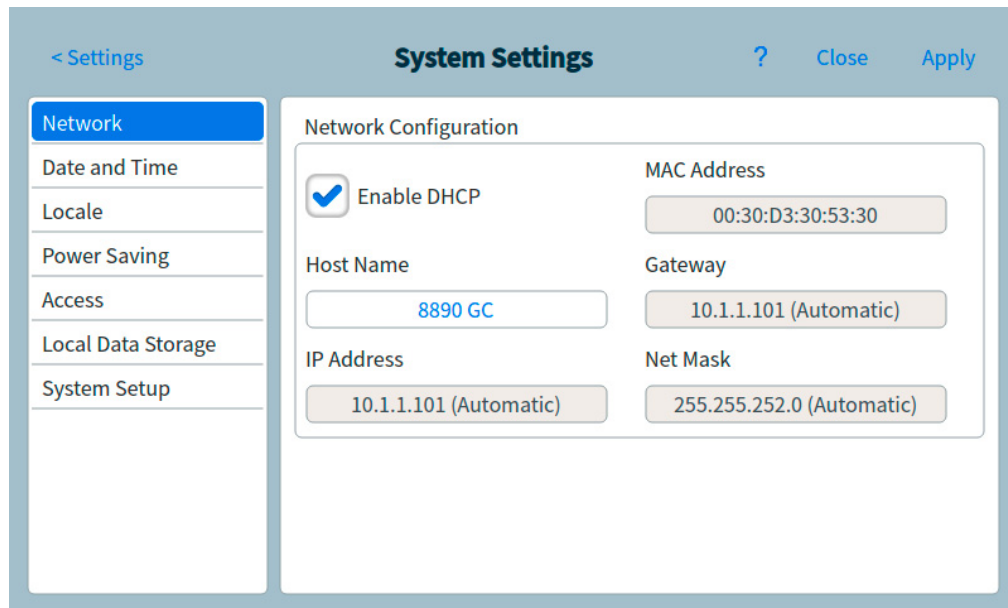 < Settings
System Settings
?
Close
Apply
Network
Date and Time
Locale
Power Saving
Access
Local Data Storage
System Setup
Network Configuration
Enable DHCP
MAC Address
00:30:D3:30:53:30
Host Name
8890 GC
Gateway
10.1.1.101 (Automatic)
IP Address
10.1.1.101 (Automatic)
Net Mask
255.255.252.0 (Automatic)